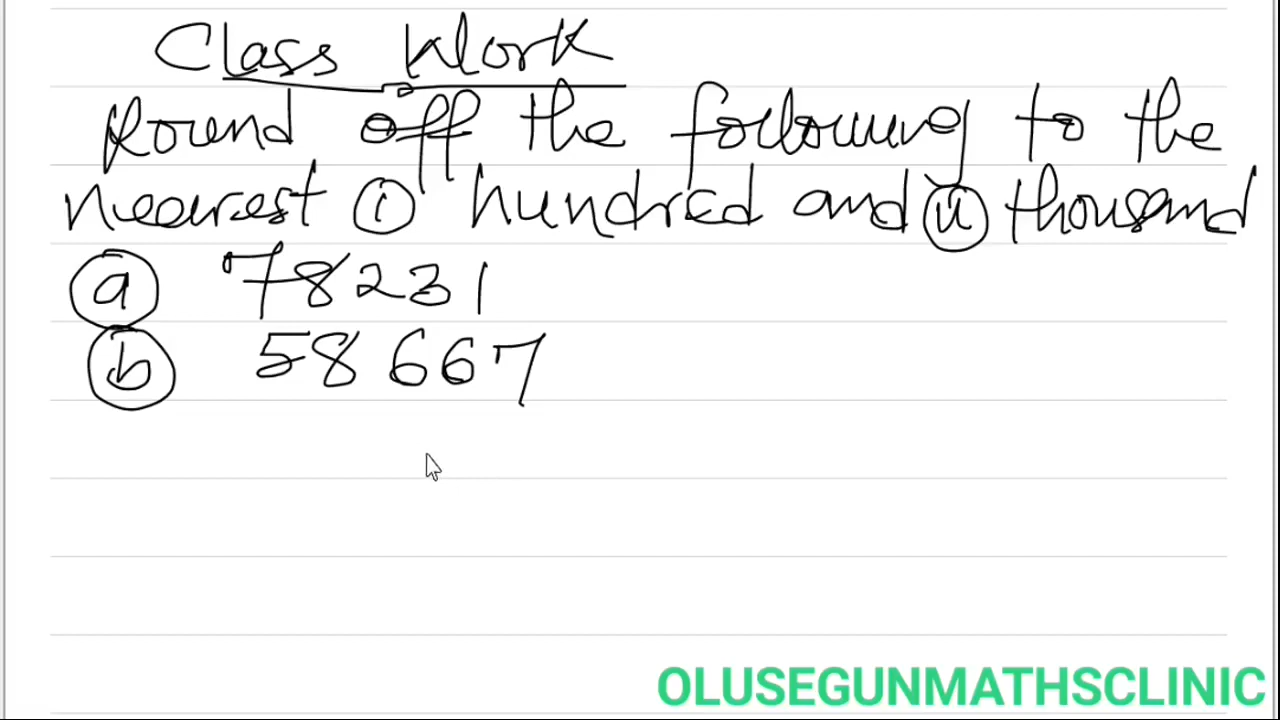 Class Work
Round off the following to the
nearest (i) hundred and (ii) thousand
(a) 78231
(b) 58667
OLUSEGUNMATHSCLINIC